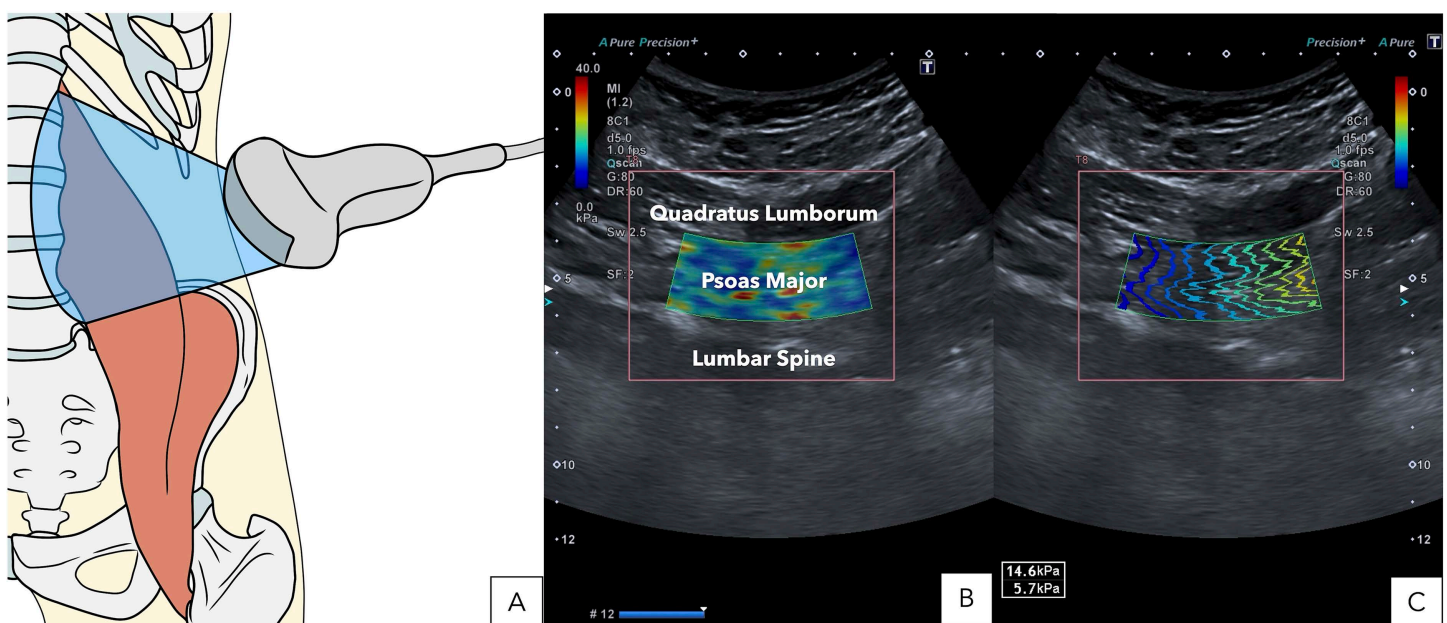 A
A Pure Precision+
T
40.0
MI
(1.2)
8C1
d5.0
1.0 fps
Qscan
T8
G:80
DR:60
0.0
kPa
Sw 2.5
SF:2
0
5
10
12
Quadratus Lumborum
Psoas Major
Lumbar Spine
# 12
B
Precision+ A Pure
T
8C1
d5.0
1.0 fps
Qscan
T8
G:80
DR:60
Sw 2.5
SF:2
0
5
10
12
14.6kPa
5.7kPa
C